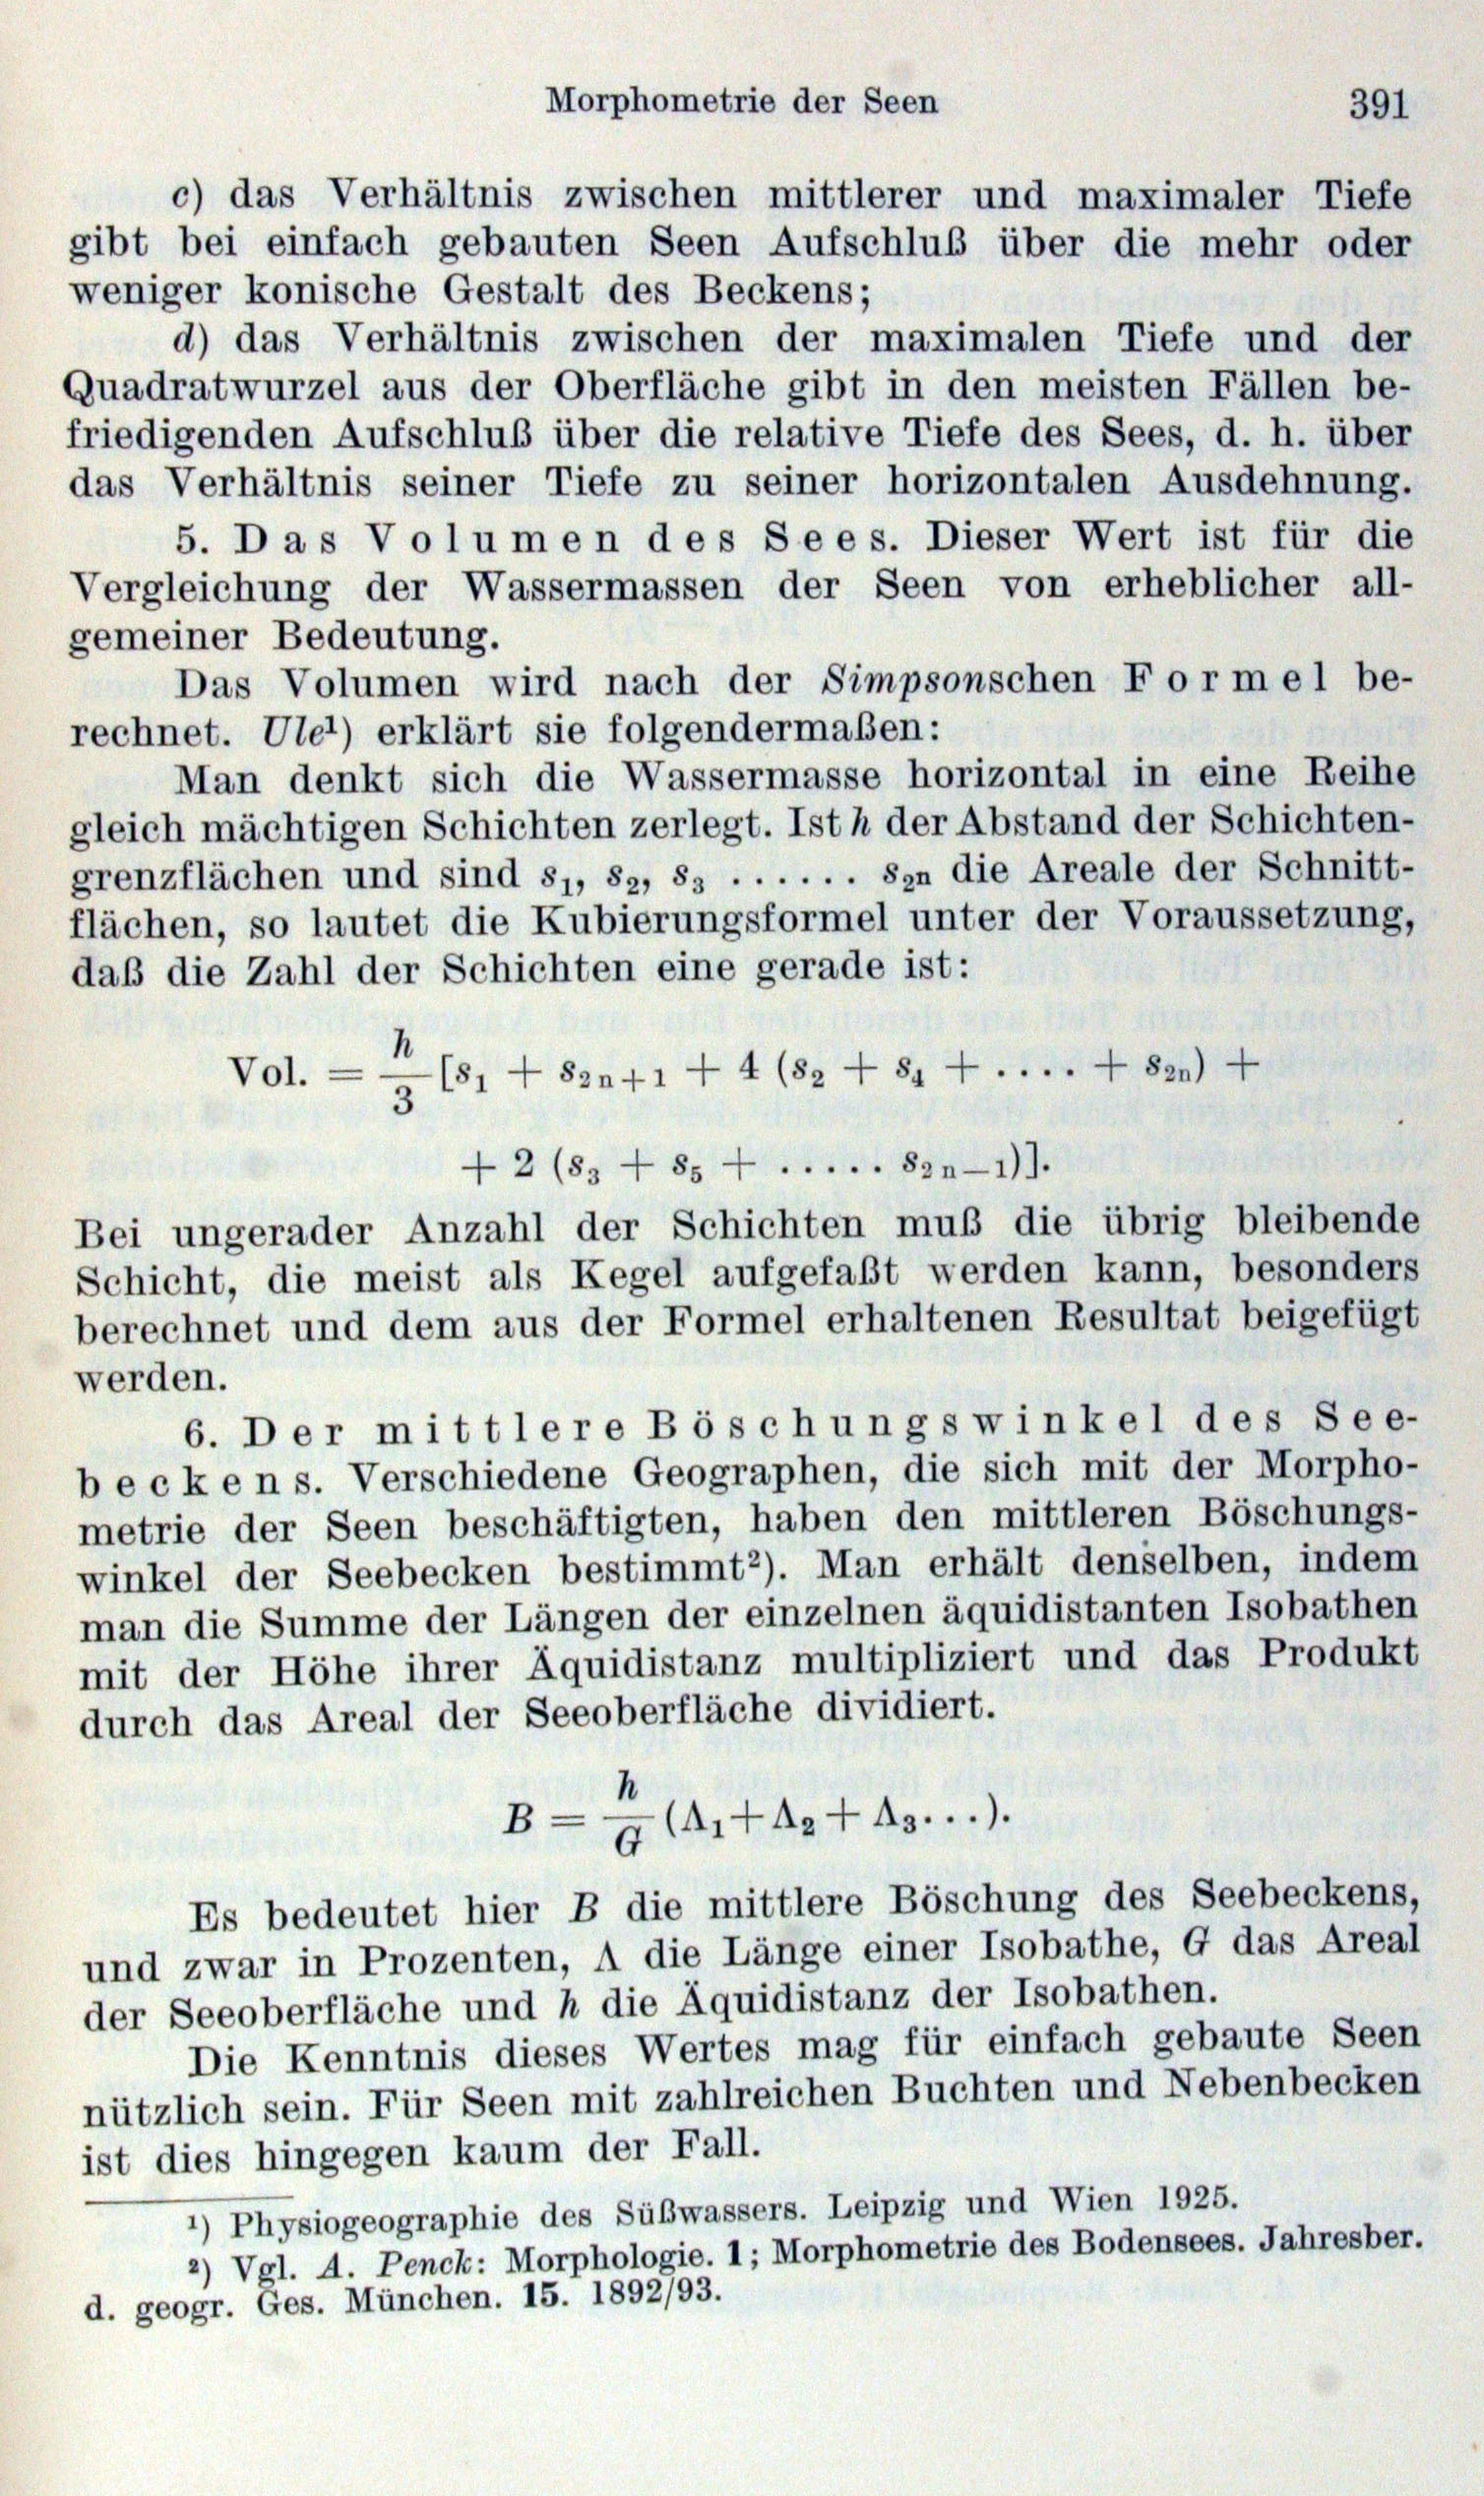 Morphometrie der Seen 391
c) das Verhältnis zwischen mittlerer und maximaler Tiefe
gibt bei einfach gebauten Seen Aufschluß über die mehr oder
weniger konische Gestalt des Beckens;
d) das Verhältnis zwischen der maximalen Tiefe und der
Quadratwurzel aus der Oberfläche gibt in den meisten Fällen be-
friedigenden Aufschluß über die relative Tiefe des Sees, d. h. über
das Verhältnis seiner Tiefe zu seiner horizontalen Ausdehnung.
5. Das Volumen des Sees. Dieser Wert ist für die
Vergleichung der Wassermassen der Seen von erheblicher all-
gemeiner Bedeutung.
Das Volumen wird nach der Simpsonschen Formel be-
rechnet. Ule¹) erklärt sie folgendermaßen:
Man denkt sich die Wassermasse horizontal in eine Reihe
gleich mächtigen Schichten zerlegt. Ist h der Abstand der Schichten-
grenzflächen und sind s₁, s₂, s₃ ...... s₂ₙ die Areale der Schnitt-
flächen, so lautet die Kubierungsformel unter der Voraussetzung,
daß die Zahl der Schichten eine gerade ist:
Vol. = h/3 [s₁ + s₂ₙ₊₁ + 4 (s₂ + s₄ + .... + s₂ₙ) +
+ 2 (s₃ + s₅ + ..... s₂ₙ₋₁)].
Bei ungerader Anzahl der Schichten muß die übrig bleibende
Schicht, die meist als Kegel aufgefaßt werden kann, besonders
berechnet und dem aus der Formel erhaltenen Resultat beigefügt
werden.
6. Der mittlere Böschungswinkel des See-
beckens. Verschiedene Geographen, die sich mit der Morpho-
metrie der Seen beschäftigten, haben den mittleren Böschungs-
winkel der Seebecken bestimmt²). Man erhält denselben, indem
man die Summe der Längen der einzelnen äquidistanten Isobathen
mit der Höhe ihrer Äquidistanz multipliziert und das Produkt
durch das Areal der Seeoberfläche dividiert.
B = h/G (Λ₁ + Λ₂ + Λ₃...).
Es bedeutet hier B die mittlere Böschung des Seebeckens,
und zwar in Prozenten, Λ die Länge einer Isobathe, G das Areal
der Seeoberfläche und h die Äquidistanz der Isobathen.
Die Kenntnis dieses Wertes mag für einfach gebaute Seen
nützlich sein. Für Seen mit zahlreichen Buchten und Nebenbecken
ist dies hingegen kaum der Fall.
¹) Physiogeographie des Süßwassers. Leipzig und Wien 1925.
²) Vgl. A. Penck: Morphologie. 1; Morphometrie des Bodensees. Jahresber.
d. geogr. Ges. München. 15. 1892/93.